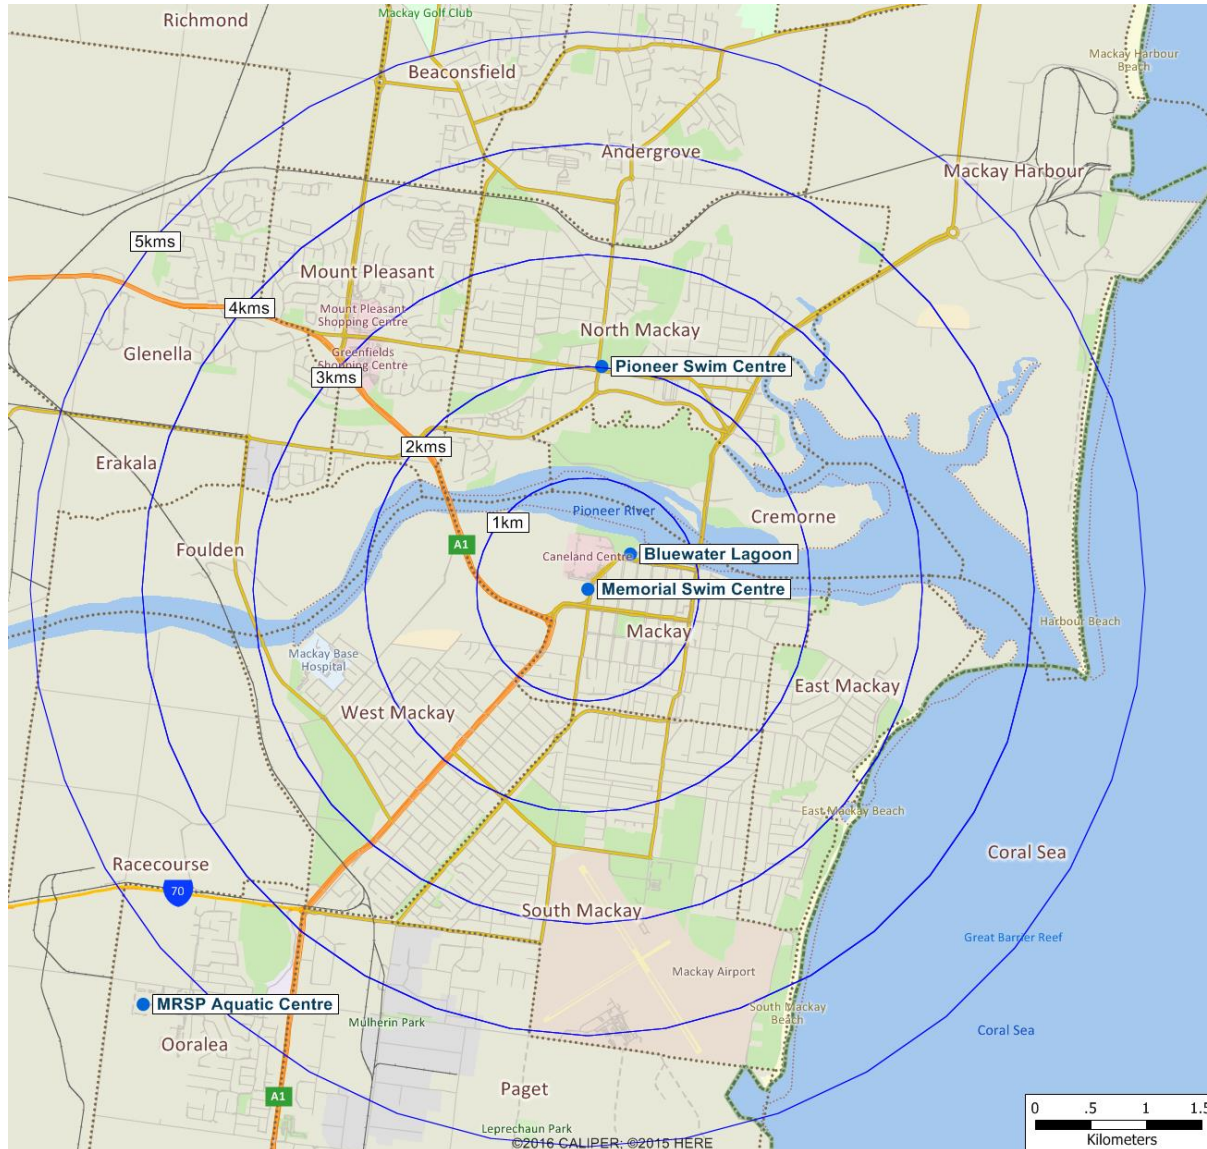 Richmond
Mackay Golf Club
Beaconsfield
Mackay Harbour
Beach
Andergrove
Mackay Harbour
5kms
Mount Pleasant
4kms
Mount Pleasant
Shopping Centre
North Mackay
Glenella
Greenfields
Shopping Centre
Pioneer Swim Centre
3kms
2kms
Erakala
Pioneer River
Cremorne
1km
A1
Foulden
Caneland Centre
Bluewater Lagoon
Memorial Swim Centre
Harbour Beach
Mackay
Mackay Base
Hospital
East Mackay
West Mackay
East Mackay Beach
Coral Sea
Racecourse
70
South Mackay
Great Barrier Reef
Mackay Airport
MRSP Aquatic Centre
South Mackay
Beach
Mulherin Park
Coral Sea
Ooralea
Paget
A1
0 .5 1 1.5
Kilometers
Leprechaun Park
©2016 CALIPER; ©2015 HERE